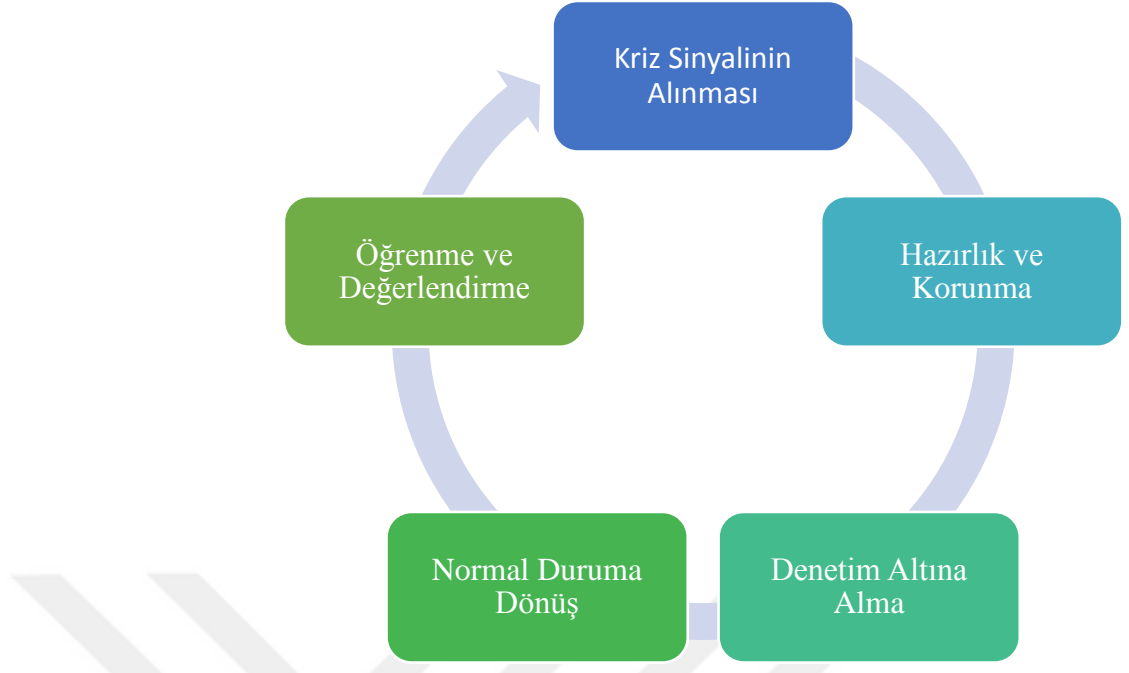 Kriz Sinyalinin
Alınması
Hazırlık ve
Korunma
Denetim Altına
Alma
Normal Duruma
Dönüş
Öğrenme ve
Değerlendirme